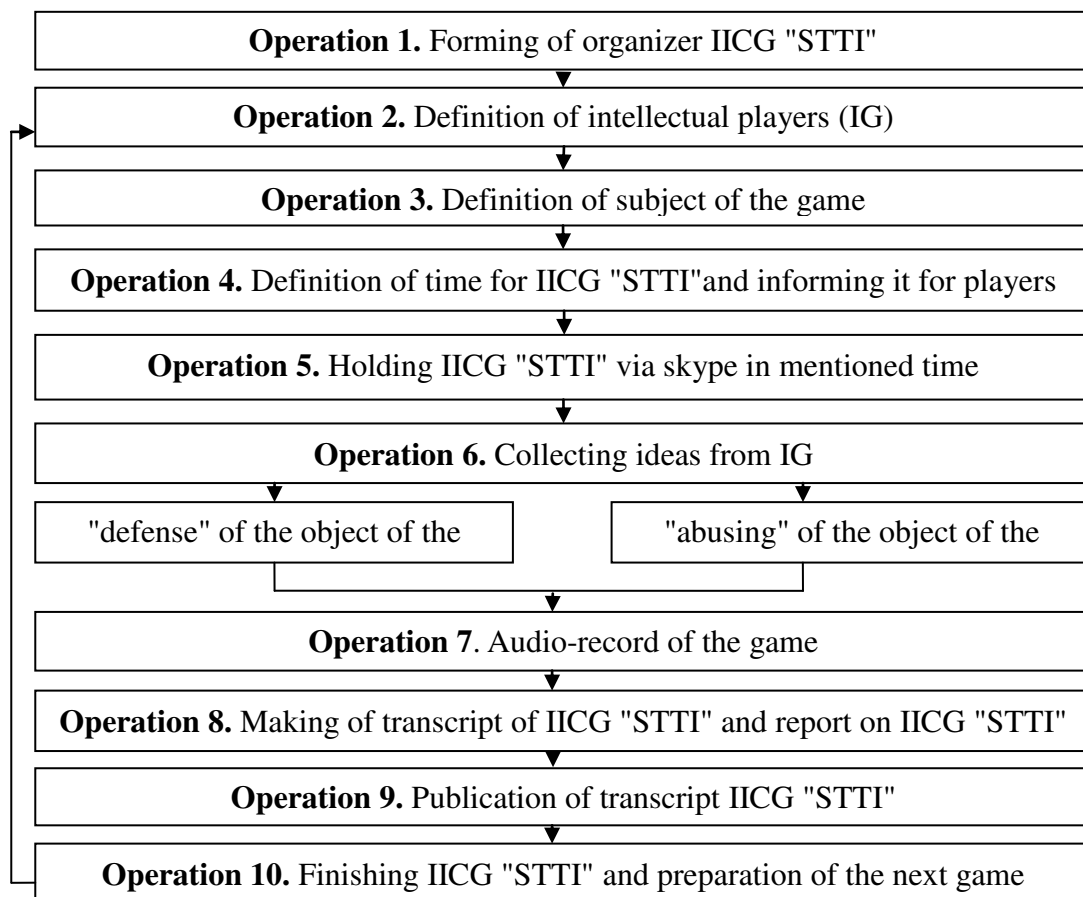 Operation 1. Forming of organizer IICG "STTI"
Operation 2. Definition of intellectual players (IG)
Operation 3. Definition of subject of the game
Operation 4. Definition of time for IICG "STTI"and informing it for players
Operation 5. Holding IICG "STTI" via skype in mentioned time
Operation 6. Collecting ideas from IG
"defense" of the object of the
"abusing" of the object of the
Operation 7. Audio-record of the game
Operation 8. Making of transcript of IICG "STTI" and report on IICG "STTI"
Operation 9. Publication of transcript IICG "STTI"
Operation 10. Finishing IICG "STTI" and preparation of the next game